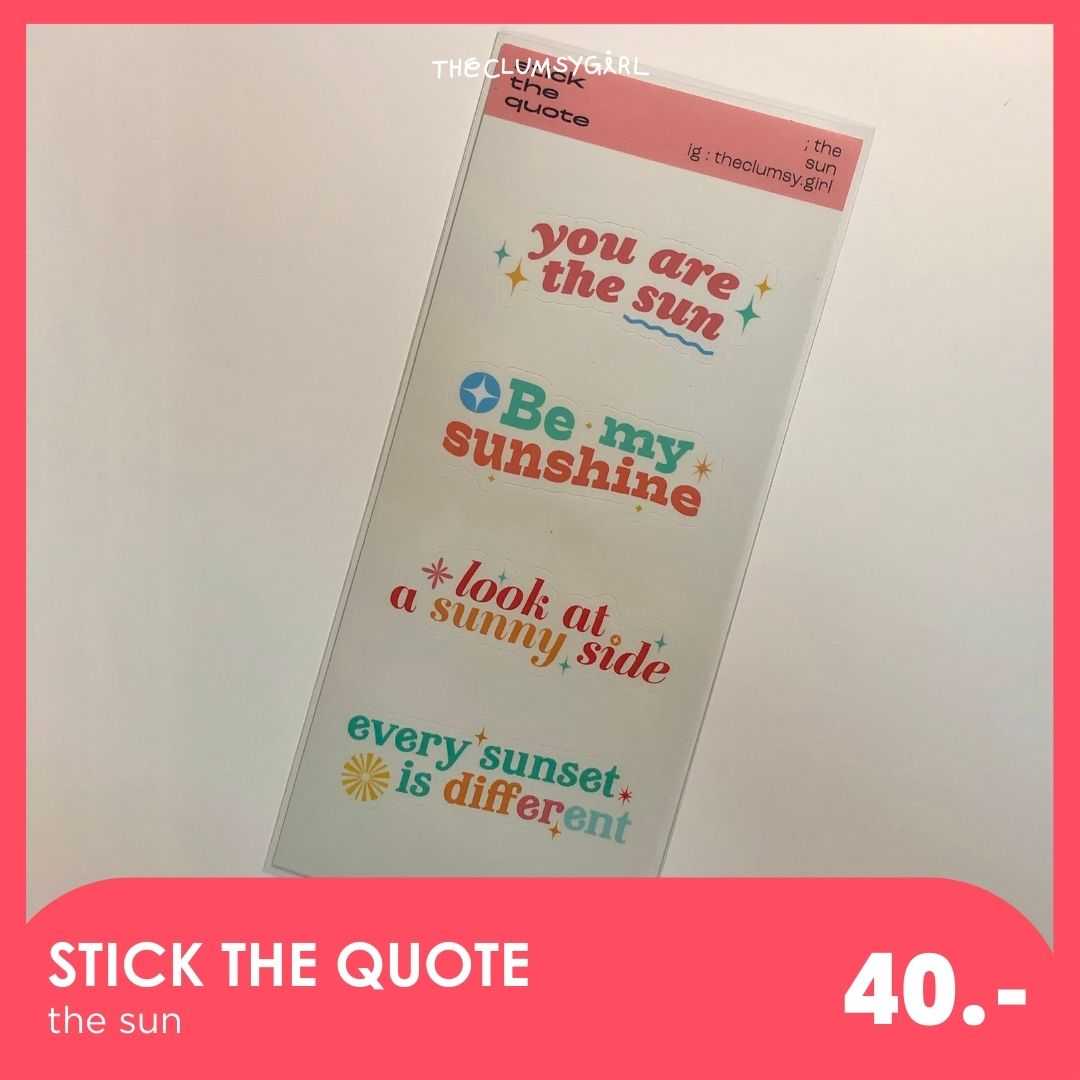 THECLUMSYGIRL
stick
the
quote
; the
sun
ig : theclumsy.girl
you are
the sun
Be my
sunshine
look at
a sunny side
every sunset
is different
STICK THE QUOTE
the sun
40.-